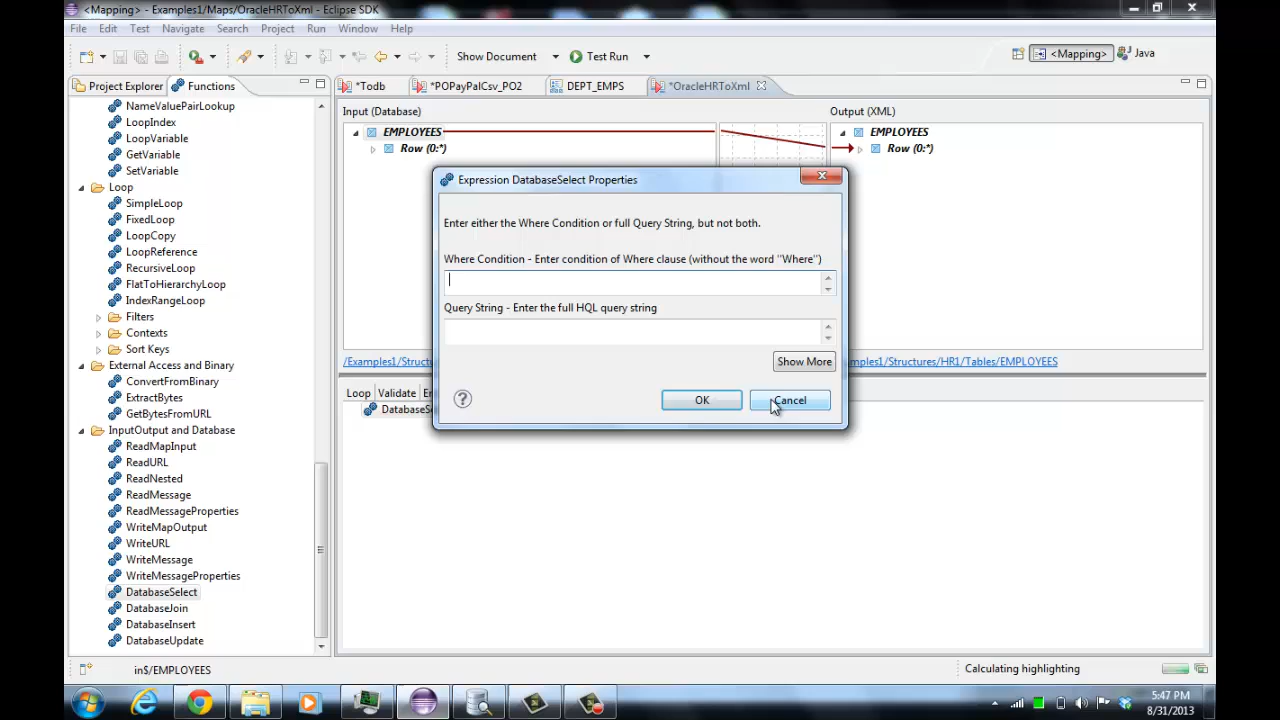 <Mapping> - Examples1/Maps/OracleHRToXml - Eclipse SDK
File Edit Test Navigate Search Project Run Window Help
Show Document Test Run <Mapping> Java
Project Explorer Functions
*Todb *POPayPalCsv_PO2 DEPT_EMPS *OracleHRToXml
NameValuePairLookup
LoopIndex
LoopVariable
GetVariable
SetVariable
Loop
SimpleLoop
FixedLoop
LoopCopy
LoopReference
RecursiveLoop
FlatToHierarchyLoop
IndexRangeLoop
Filters
Contexts
Sort Keys
External Access and Binary
ConvertFromBinary
ExtractBytes
GetBytesFromURL
InputOutput and Database
ReadMapInput
ReadURL
ReadNested
ReadMessage
ReadMessageProperties
WriteMapOutput
WriteURL
WriteMessage
WriteMessageProperties
DatabaseSelect
DatabaseJoin
DatabaseInsert
DatabaseUpdate
Input (Database)
EMPLOYEES
Row (0:*)
Output (XML)
EMPLOYEES
Row (0:*)
Expression DatabaseSelect Properties
Enter either the Where Condition or full Query String, but not both.
Where Condition - Enter condition of Where clause (without the word "Where")
Query String - Enter the full HQL query string
Show More
OK Cancel
/Examples1/Structu
mples1/Structures/HR1/Tables/EMPLOYEES
Loop Validate E
DatabaseS
in$/EMPLOYEES
Calculating highlighting
5:47 PM
8/31/2013